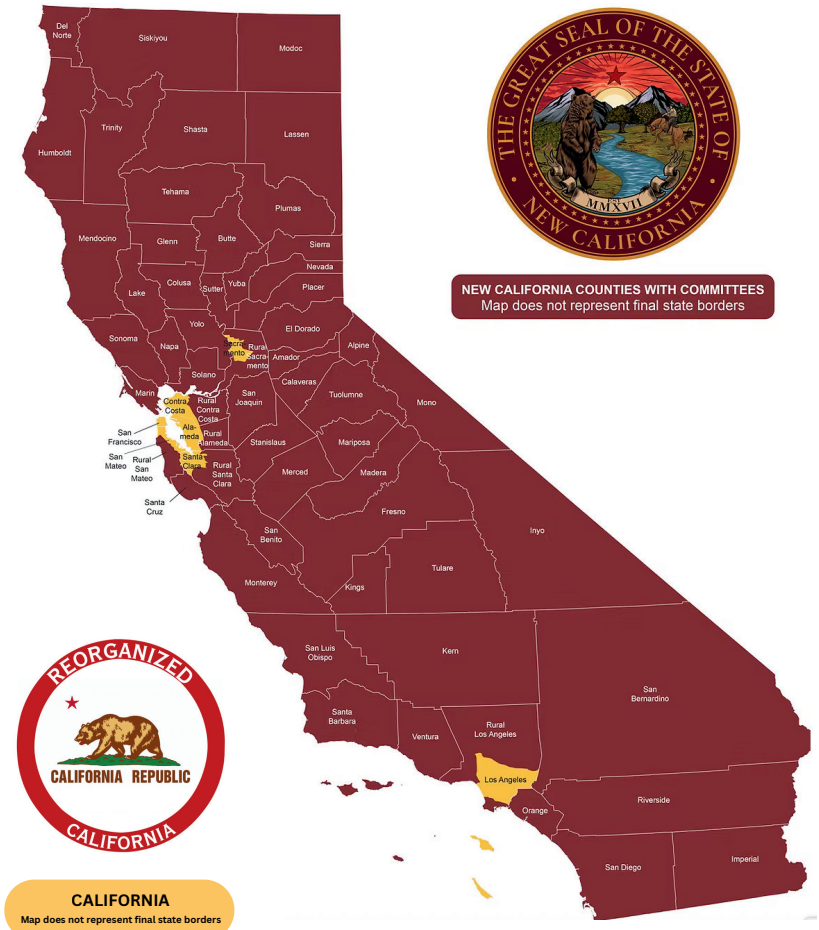 Del
Norte
Siskiyou
Modoc
THE GREAT SEAL OF THE STATE OF
• NEW CALIFORNIA •
MMXVII
Humboldt
Trinity
Shasta
Lassen
Tehama
Plumas
Mendocino
Glenn
Butte
Sierra
Nevada
Lake
Colusa
Sutter
Yuba
Placer
NEW CALIFORNIA COUNTIES WITH COMMITTEES
Map does not represent final state borders
Sonoma
Napa
Yolo
Sacra
mento
Rural
Sacra-
mento
El Dorado
Amador
Alpine
Solano
Marin
Contra
Costa
Rural
Contra
Costa
San
Joaquin
Calaveras
Tuolumne
Mono
San
Francisco
Ala-
meda
Rural
Alameda
Stanislaus
Mariposa
San
Mateo
Rural
San
Mateo
Santa
Clara
Rural
Santa
Clara
Merced
Madera
Santa
Cruz
Fresno
San
Benito
Inyo
Monterey
Kings
Tulare
San Luis
Obispo
Kern
San
Bernardino
Santa
Barbara
Ventura
Rural
Los Angeles
Los Angeles
Orange
Riverside
San Diego
Imperial
REORGANIZED
CALIFORNIA REPUBLIC
CALIFORNIA
CALIFORNIA
Map does not represent final state borders